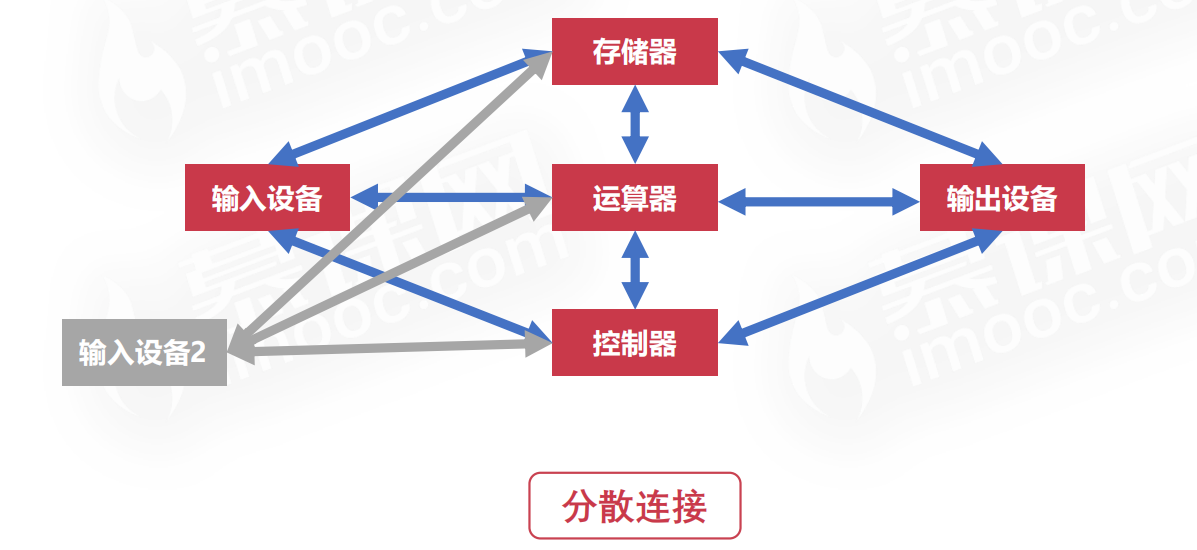 存储器
输入设备
运算器
输出设备
输入设备2
控制器
分散连接
慕课网
imooc.com
慕课网
imooc.com
慕课网
imooc.com
慕课网
imooc.com